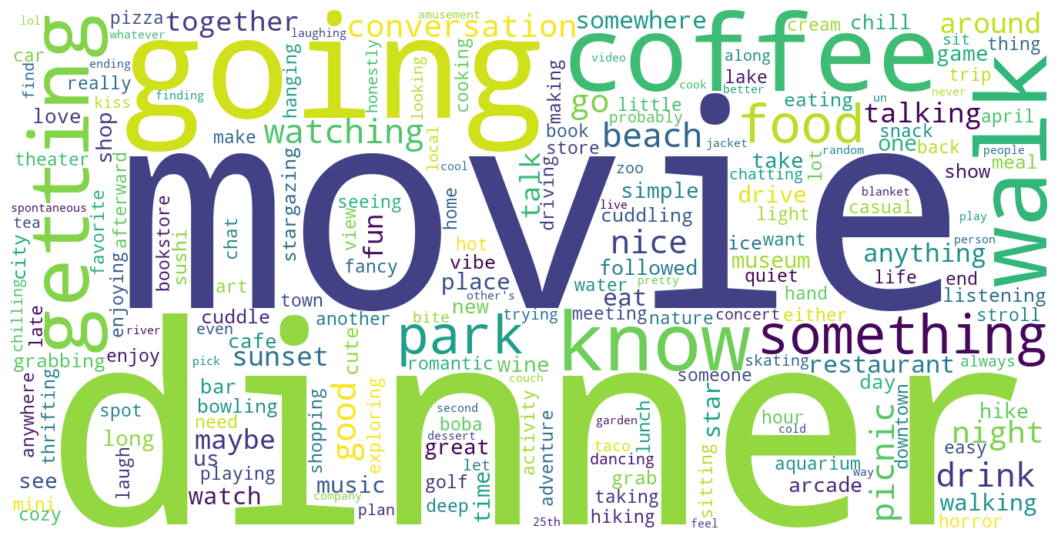 lol
pizza
together
amusement
conversation
somewhere
cream
chill
around
whatever
laughing
car
find
ending
really
kiss
finding
love
shop
going
hanging
honestly
looking
cooking
making
coffee
video
along
cook
better
lake
game
sit
thing
trip
never
un
getting
walk
theater
spontaneous
tea
favorite
afterward
enjoying
chilling
city
late
grabbing
make
watching
local
go
little
probably
book
store
beach
jacket
food
eating
snack
talking
april
one
back
people
meal
show
random
lot
take
chatting
movie
bookstore
sushi
chat
art
stargazing
seeing
view
fun
fancy
home
cool
talk
driving
hot
vibe
place
other's
new
zoo
simple
live
cuddling
nice
followed
water
eat
drive
light
ice
want
museum
quiet
hand
blanket
casual
play
person
anything
life
end
listening
stroll
town
another
bite
trying
meeting
nature
concert
either
enjoy
river
even
cuddle
cafe
sunset
pick
cute
park
romantic
wine
couch
know
pretty
something
someone
skating
restaurant
always
day
anywhere
thrifting
see
mini
cozy
spot
long
laugh
dinner
bar
bowling
need
maybe
us
playing
watch
shopping
good
music
exploring
company
plan
second
boba
dessert
great
golf
let
deep
time
25th
activity
adventure
garden
taco
dancing
grab
taking
hiking
lunch
feel
sitting
star
hour
cold
aquarium
way
arcade
picnic
downtown
hike
night
easy
drink
walking
horror